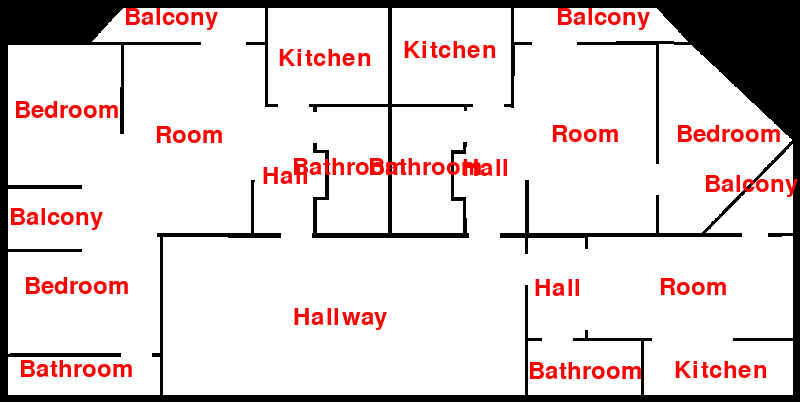 Balcony
Balcony
Kitchen
Kitchen
Bedroom
Room
Room
Bedroom
Hall
Bathroom
Bathroom
Hall
Balcony
Balcony
Bedroom
Hall
Room
Hallway
Bathroom
Bathroom
Kitchen